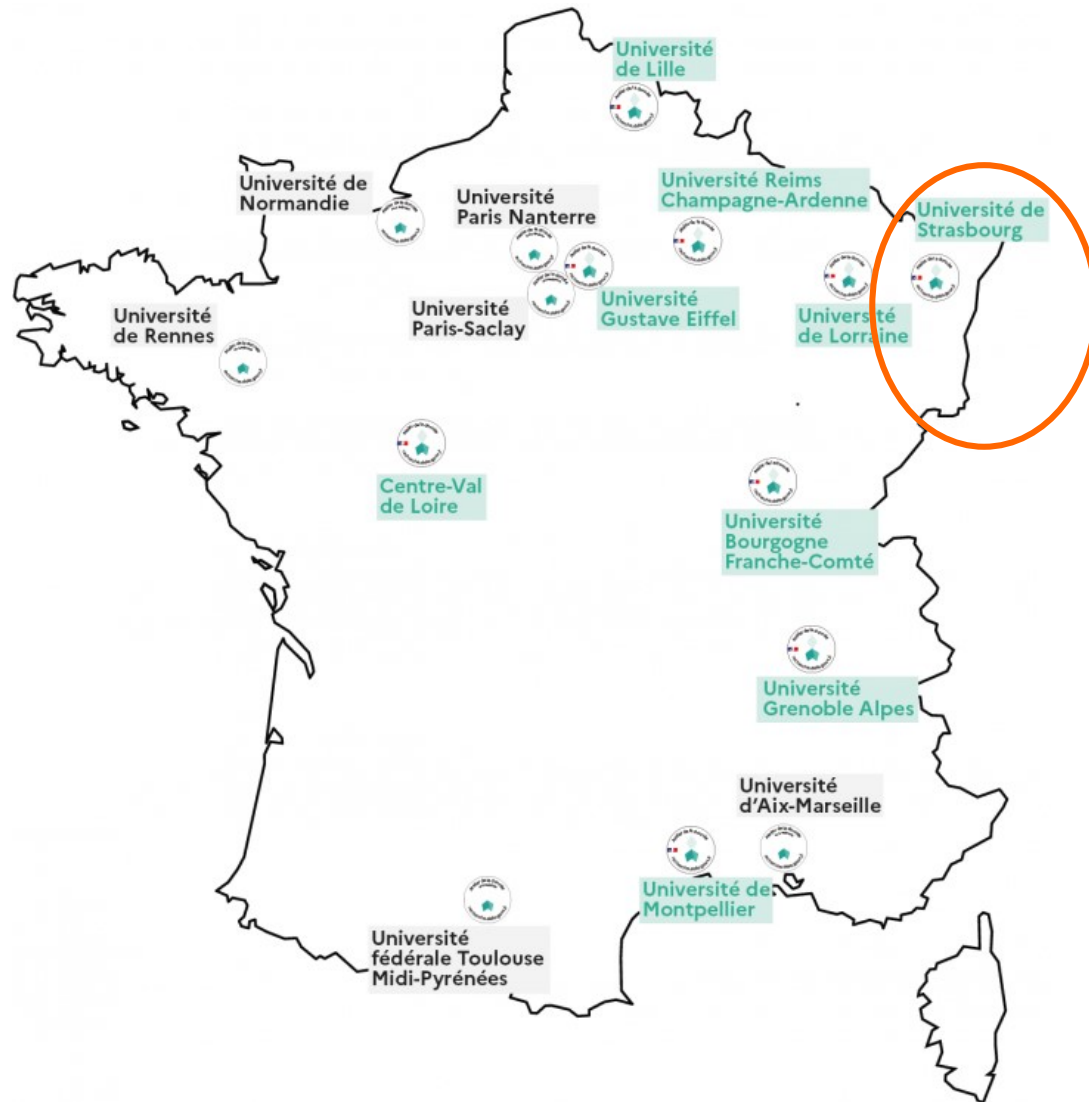 Université
de Lille
Université de
Normandie
Université
Paris Nanterre
Université Reims
Champagne-Ardenne
Université de
Strasbourg
Université
de Rennes
Université
Paris-Saclay
Université
Gustave Eiffel
Université
de Lorraine
Centre-Val
de Loire
Université
Bourgogne
Franche-Comté
Université
Grenoble Alpes
Université
d'Aix-Marseille
Université de
Montpellier
Université
fédérale Toulouse
Midi-Pyrénées